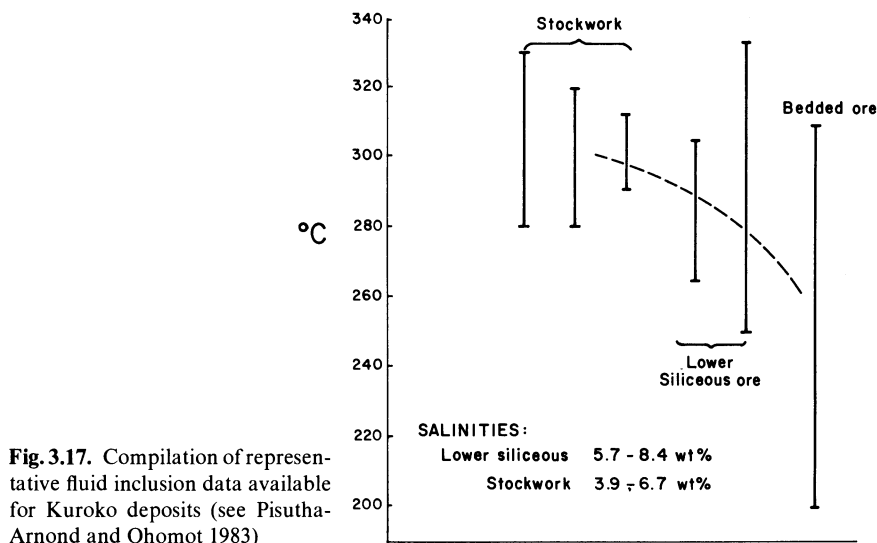 340
Stockwork
320
Bedded ore
300
280
°C
260
240
Lower
Siliceous ore
220
SALINITIES:
Lower siliceous 5.7 - 8.4 wt%
Stockwork 3.9 - 6.7 wt%
200
Fig. 3.17. Compilation of represen-
tative fluid inclusion data available
for Kuroko deposits (see Pisutha-
Arnond and Ohomot 1983)